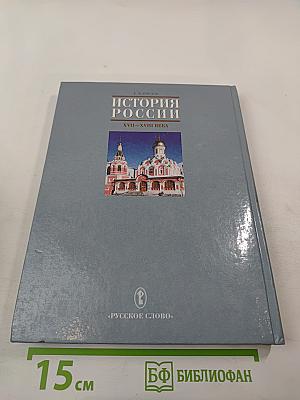 ИСТОРИЯ
РОССИИ
XVII—XVIII ВЕКА
«РУССКОЕ СЛОВО»
15 см
БФ БИБЛИОФАН